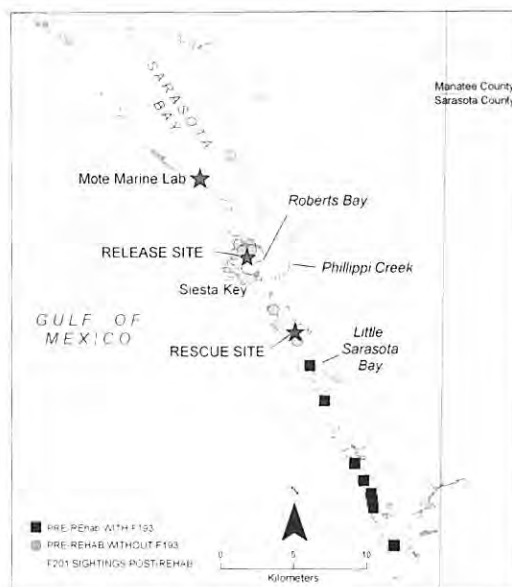 Manatee County
Sarasota County
SARASOTA
BAY
Mote Marine Lab
Roberts Bay
RELEASE SITE
Phillippi Creek
Siesta Key
GULF OF
MEXICO
RESCUE SITE
Little
Sarasota
Bay
PRE-REhab WITH F193
PRE-REHAB WITHOUT F193
F201 SIGHTINGS POST-REHAB
0 5 10
Kilometers